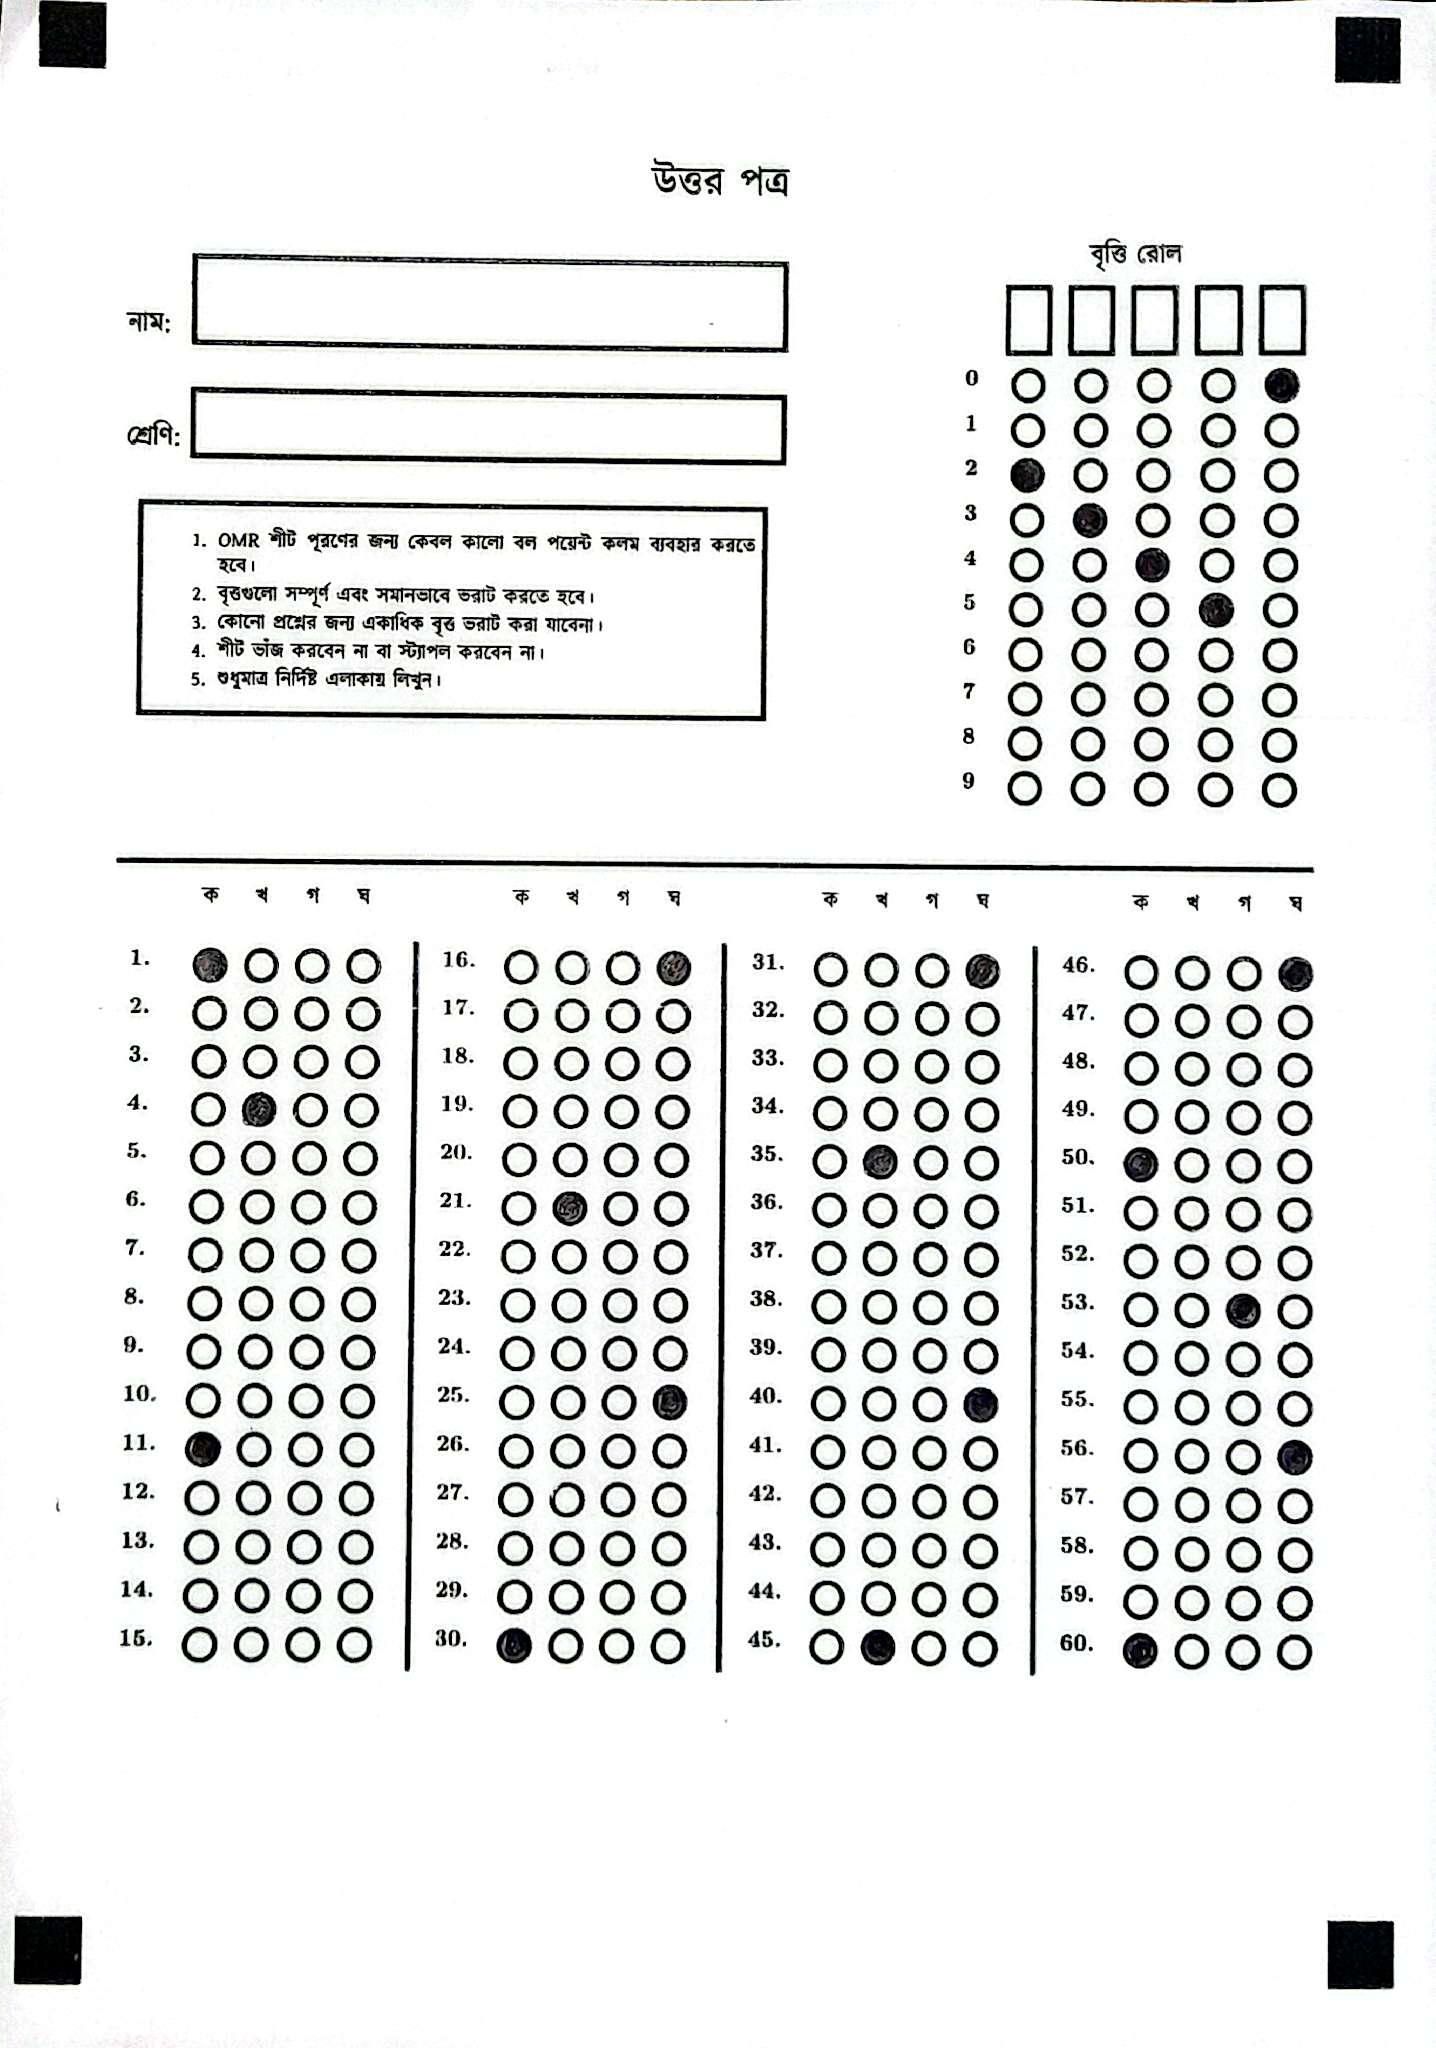 উত্তর পত্র
বৃত্তি রোল
নাম:
শ্রেণি:
1. OMR শীট পূরণের জন্য কেবল কালো বল পয়েন্ট কলম ব্যবহার করতে
হবে।
2. বৃত্তগুলো সম্পূর্ণ এবং সমানভাবে ভরাট করতে হবে।
3. কোনো প্রশ্নের জন্য একাধিক বৃত্ত ভরাট করা যাবেনা।
4. শীট ভাঁজ করবেন না বা স্ট্যাপল করবেন না।
5. শুধুমাত্র নির্দিষ্ট এলাকায় লিখুন।
0
1
2
3
4
5
6
7
8
9
ক খ গ ঘ ক খ গ ঘ ক খ গ ঘ ক খ গ ঘ
1. 16. 31. 46.
2. 17. 32. 47.
3. 18. 33. 48.
4. 19. 34. 49.
5. 20. 35. 50.
6. 21. 36. 51.
7. 22. 37. 52.
8. 23. 38. 53.
9. 24. 39. 54.
10. 25. 40. 55.
11. 26. 41. 56.
12. 27. 42. 57.
13. 28. 43. 58.
14. 29. 44. 59.
15. 30. 45. 60.